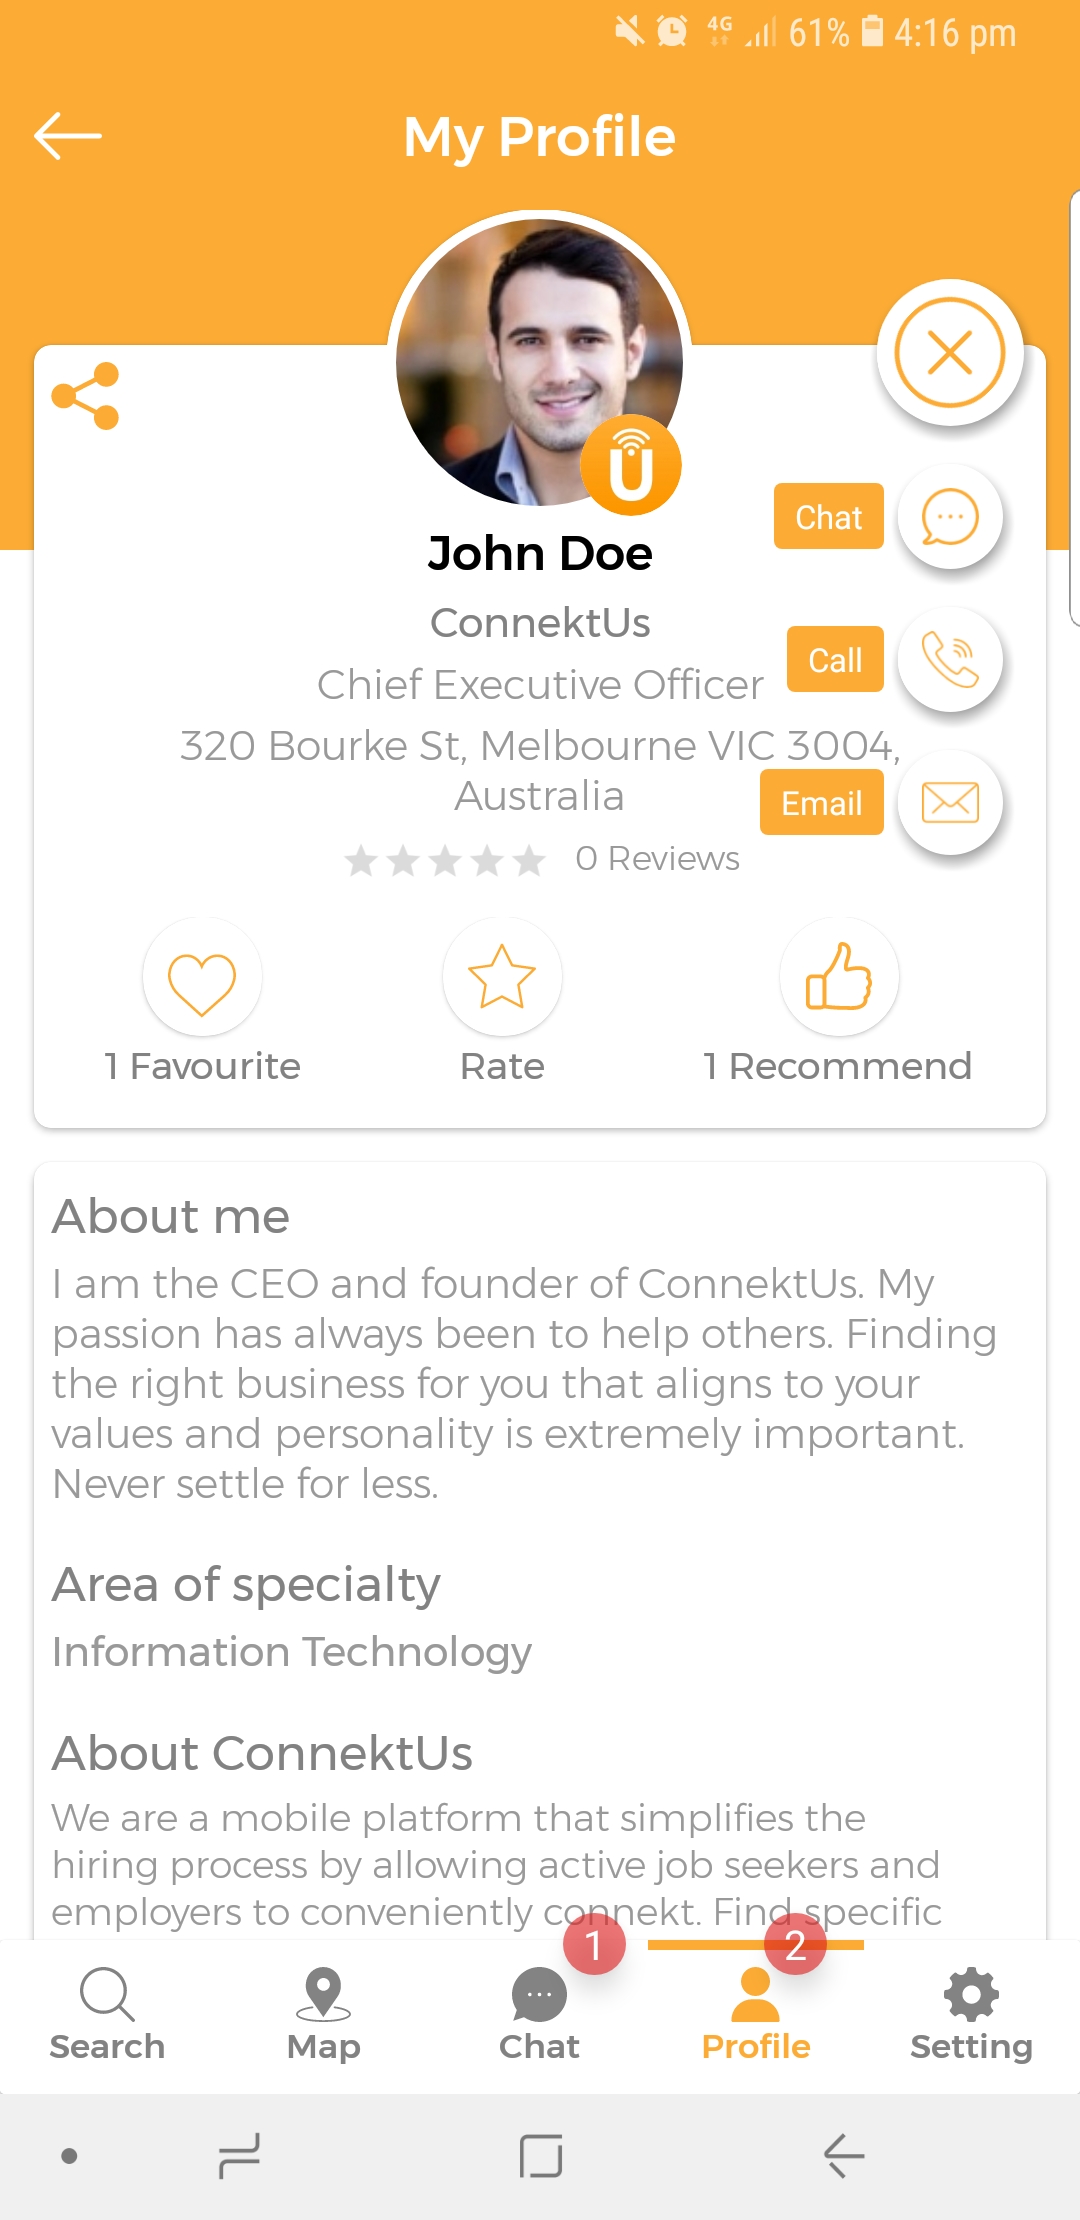 4G 61% 4:16 pm
My Profile
U
John Doe
ConnektUs
Chief Executive Officer
320 Bourke St, Melbourne VIC 3004,
Australia
Chat
Call
Email
0 Reviews
1 Favourite
Rate
1 Recommend
About me
I am the CEO and founder of ConnektUs. My
passion has always been to help others. Finding
the right business for you that aligns to your
values and personality is extremely important.
Never settle for less.
Area of specialty
Information Technology
About ConnektUs
We are a mobile platform that simplifies the
hiring process by allowing active job seekers and
employers to conveniently connekt. Find specific
1
2
Search
Map
Chat
Profile
Setting